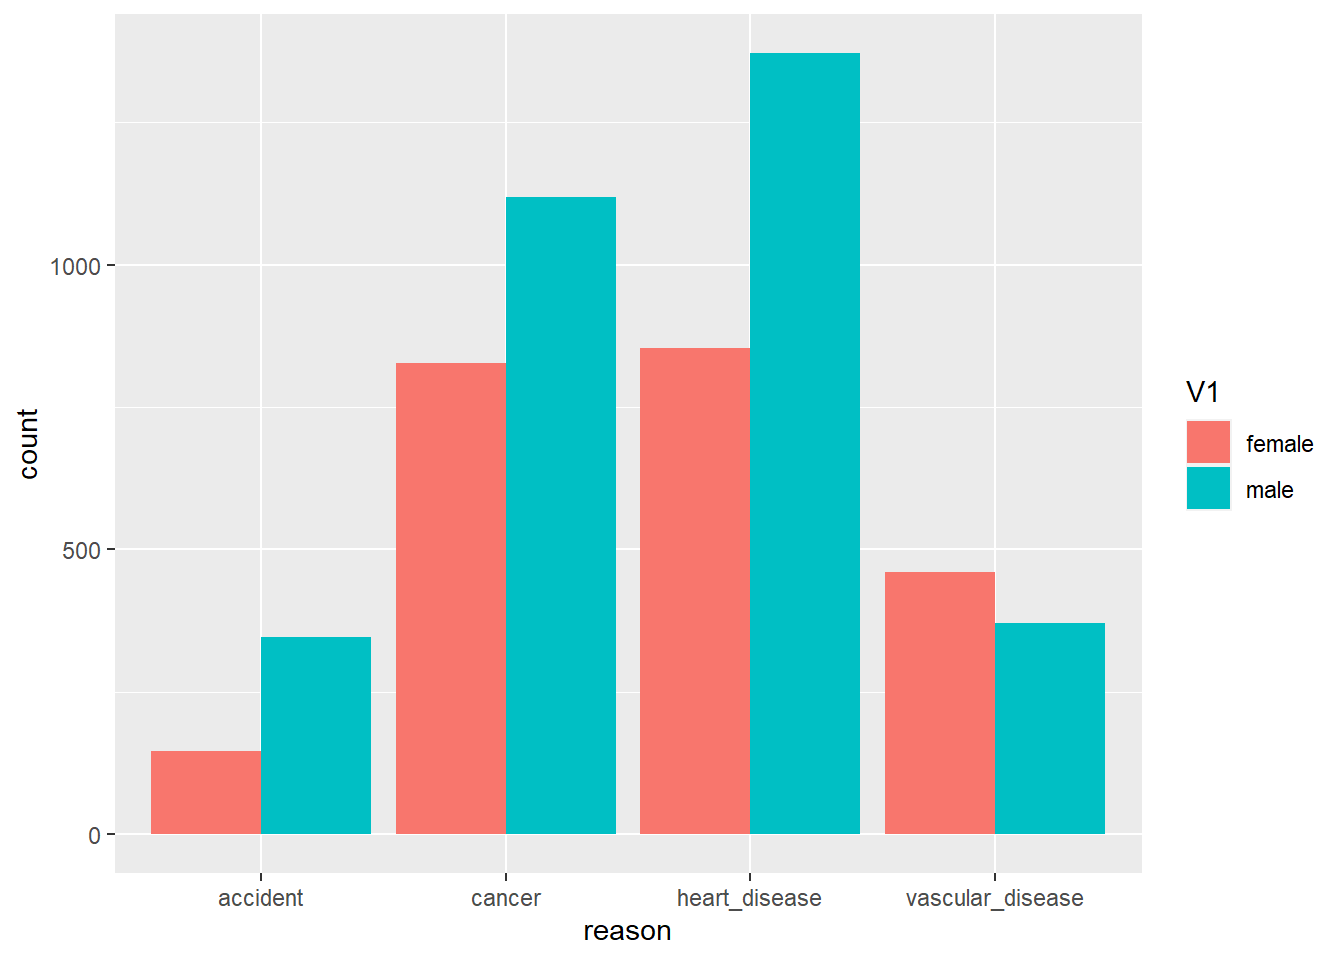 count
1000
500
0
accident
cancer
heart_disease
vascular_disease
reason
V1
female
male